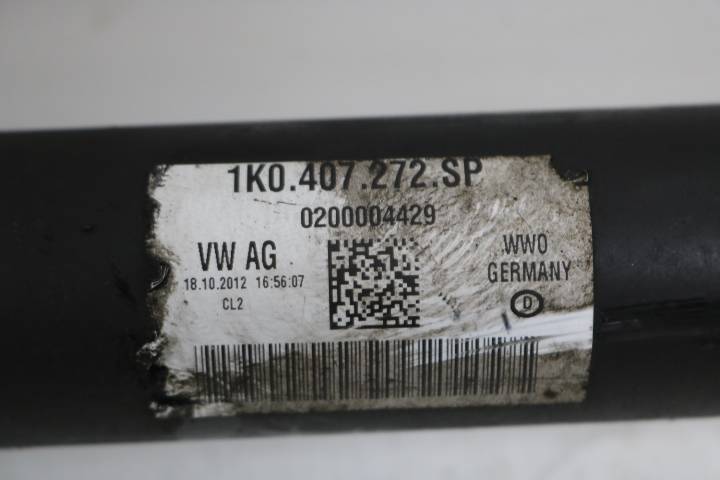 1K0.407.272.SP
0200004429
VW AG
18.10.2012 16:56:07
CL2
WWO
GERMANY
D